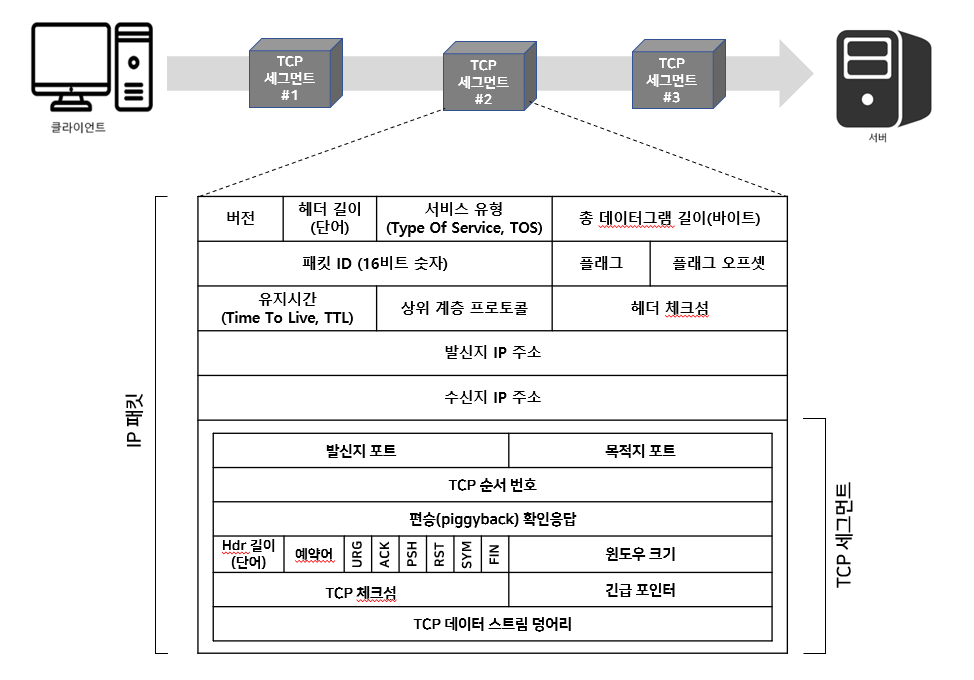 TCP
세그먼트
#1
TCP
세그먼트
#2
TCP
세그먼트
#3
클라이언트
서버
버전
헤더 길이
(단어)
서비스 유형
(Type Of Service, TOS)
총 데이터그램 길이(바이트)
패킷 ID (16비트 숫자)
플래그
플래그 오프셋
유지시간
(Time To Live, TTL)
상위 계층 프로토콜
헤더 체크섬
발신지 IP 주소
수신지 IP 주소
IP 패킷
발신지 포트
목적지 포트
TCP 순서 번호
편승(piggyback) 확인응답
Hdr 길이
(단어)
예약어
URG
ACK
PSH
RST
SYM
FIN
윈도우 크기
TCP 체크섬
긴급 포인터
TCP 데이터 스트림 덩어리
TCP 세그먼트